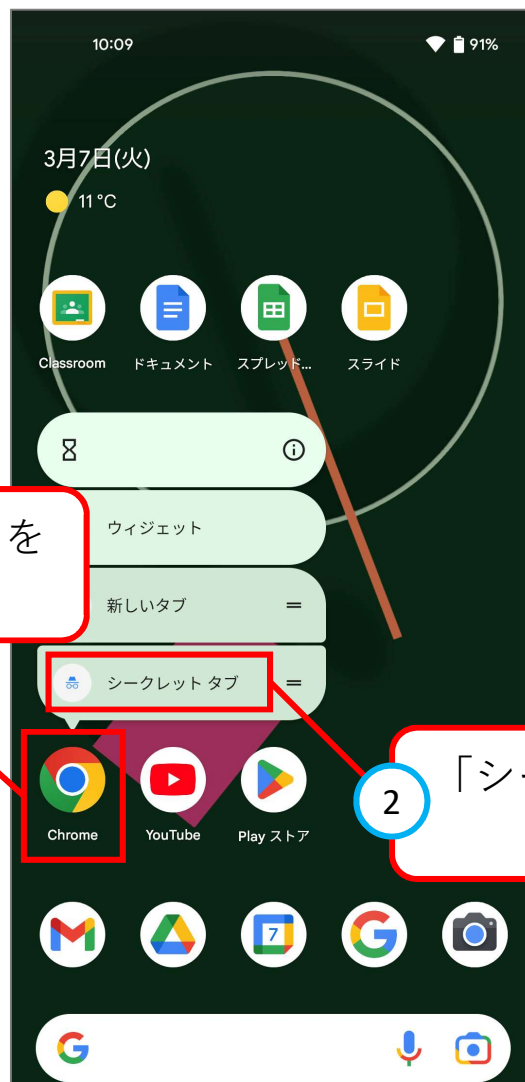 10:09
91%
3月7日(火)
11 °C
Classroom
ドキュメント
スプレッド...
スライド
ウィジェット
を
新しいタブ
シークレット タブ
2
「シ
Chrome
YouTube
Play ストア
7